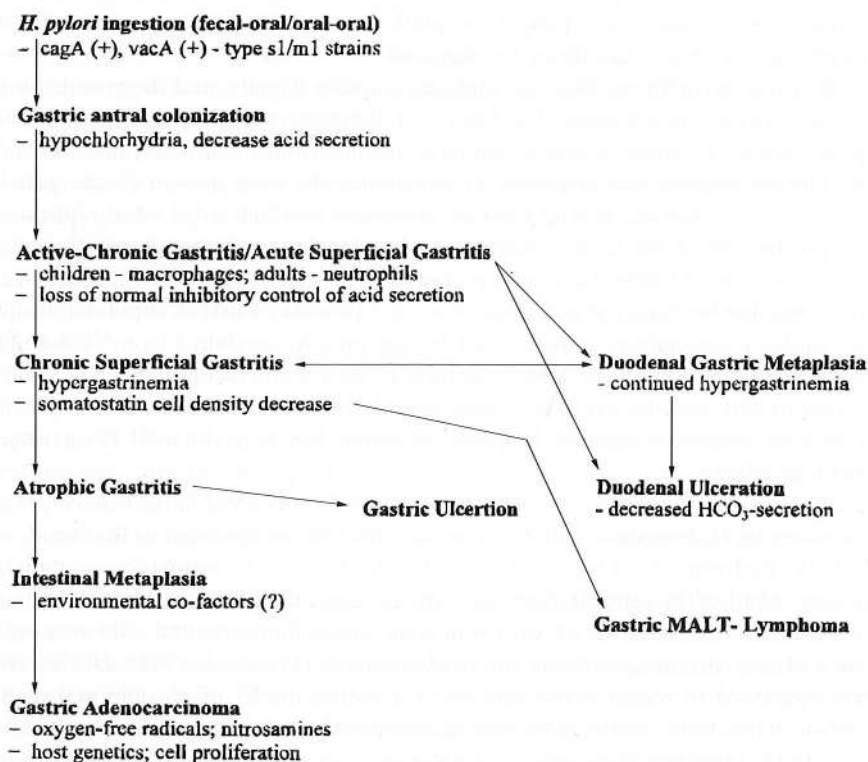 H. pylori ingestion (fecal-oral/oral-oral)
– cagA (+), vacA (+) - type s1/m1 strains
Gastric antral colonization
– hypochlorhydria, decrease acid secretion
Active-Chronic Gastritis/Acute Superficial Gastritis
– children - macrophages; adults - neutrophils
– loss of normal inhibitory control of acid secretion
Chronic Superficial Gastritis
– hypergastrinemia
– somatostatin cell density decrease
Duodenal Gastric Metaplasia
- continued hypergastrinemia
Atrophic Gastritis
Gastric Ulcertion
Duodenal Ulceration
- decreased HCO3-secretion
Intestinal Metaplasia
– environmental co-factors (?)
Gastric MALT- Lymphoma
Gastric Adenocarcinoma
– oxygen-free radicals; nitrosamines
– host genetics; cell proliferation